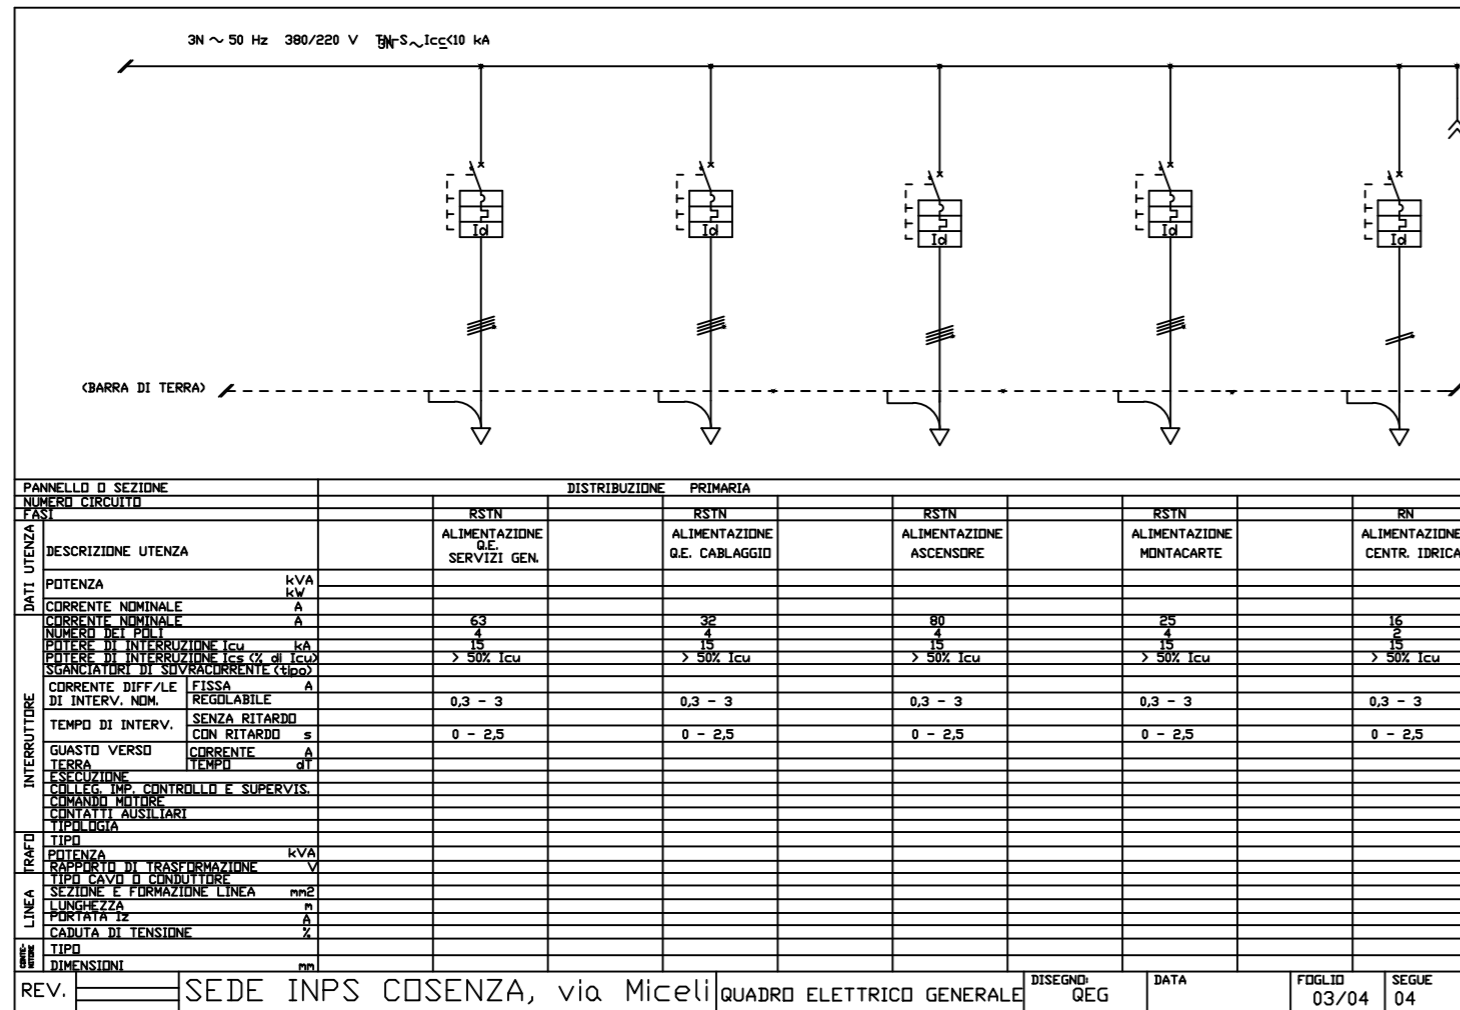 3N ~ 50 Hz 380/220 V TN-S Icc<10 kA
(BARRA DI TERRA)
Id Id Id Id Id
PANNELLO O SEZIONE DISTRIBUZIONE PRIMARIA
NUMERO CIRCUITO
FASI RSTN RSTN RSTN RSTN RN
DATI UTENZA
DESCRIZIONE UTENZA
ALIMENTAZIONE Q.E. SERVIZI GEN.
ALIMENTAZIONE Q.E. CABLAGGIO
ALIMENTAZIONE ASCENSORE
ALIMENTAZIONE MONTACARTE
ALIMENTAZIONE CENTR. IDRICA
POTENZA kVA
kW
CORRENTE NOMINALE A
INTERRUTTORE
CORRENTE NOMINALE A 63 32 80 25 16
NUMERO DEI POLI 4 4 4 4 2
POTERE DI INTERRUZIONE Icu kA 15 15 15 15 15
POTERE DI INTERRUZIONE Ics (% di Icu) > 50% Icu > 50% Icu > 50% Icu > 50% Icu > 50% Icu
SGANCIATORI DI SOVRACORRENTE (tipo)
CORRENTE DIFF/LE DI INTERV. NOM.
FISSA A
REGOLABILE 0,3 - 3 0,3 - 3 0,3 - 3 0,3 - 3 0,3 - 3
TEMPO DI INTERV.
SENZA RITARDO
CON RITARDO s 0 - 2,5 0 - 2,5 0 - 2,5 0 - 2,5 0 - 2,5
GUASTO VERSO TERRA
CORRENTE A
TEMPO dT
ESECUZIONE
COLLEG. IMP. CONTROLLO E SUPERVIS.
COMANDO MOTORE
CONTATTI AUSILIARI
TIPOLOGIA
TRAFO
TIPO
POTENZA kVA
RAPPORTO DI TRASFORMAZIONE V
LINEA
TIPO CAVO O CONDUTTORE
SEZIONE E FORMAZIONE LINEA mm2
LUNGHEZZA m
PORTATA Iz A
CADUTA DI TENSIONE %
CONTE-NITORE
TIPO
DIMENSIONI mm
REV. SEDE INPS COSENZA, via Miceli QUADRO ELETTRICO GENERALE
DISEGNO: QEG
DATA
FOGLIO 03/04
SEGUE 04